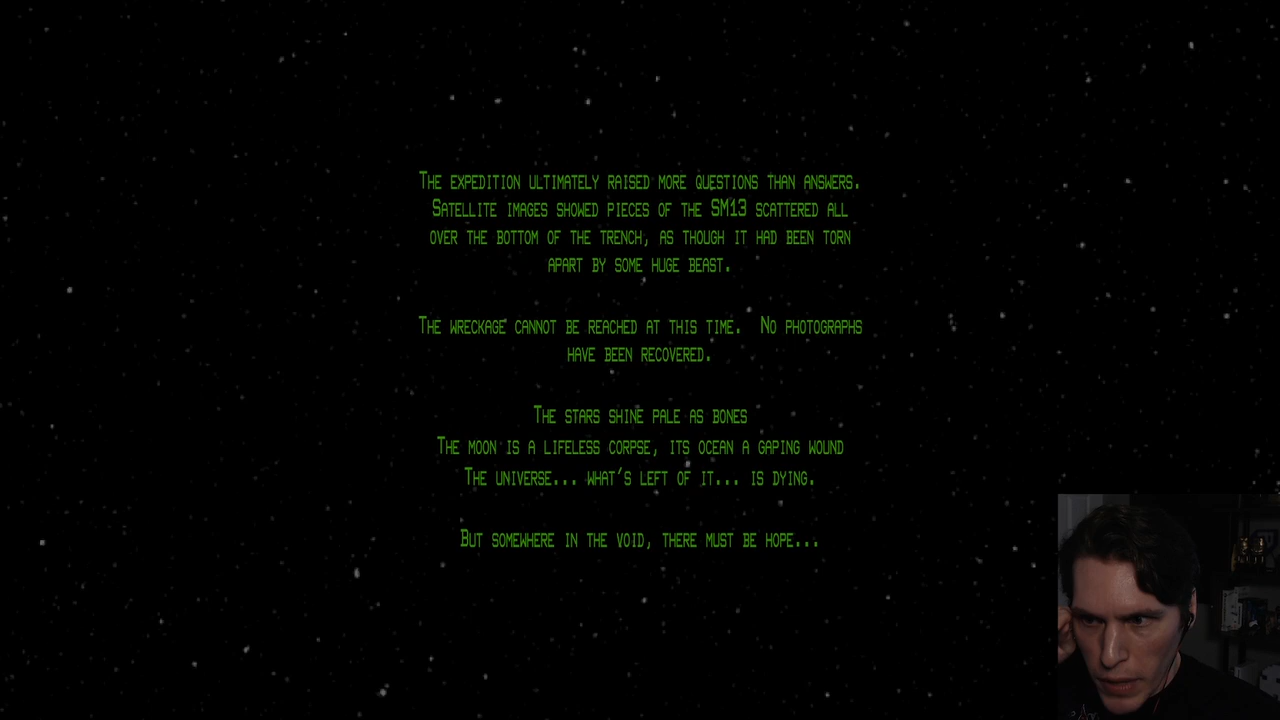 The expedition ultimately raised more questions than answers.
Satellite images showed pieces of the SM13 scattered all
over the bottom of the trench, as though it had been torn
apart by some huge beast.
The wreckage cannot be reached at this time.  No photographs
have been recovered.
The stars shine pale as bones
The moon is a lifeless corpse, its ocean a gaping wound
The universe... what's left of it... is dying.
But somewhere in the void, there must be hope...